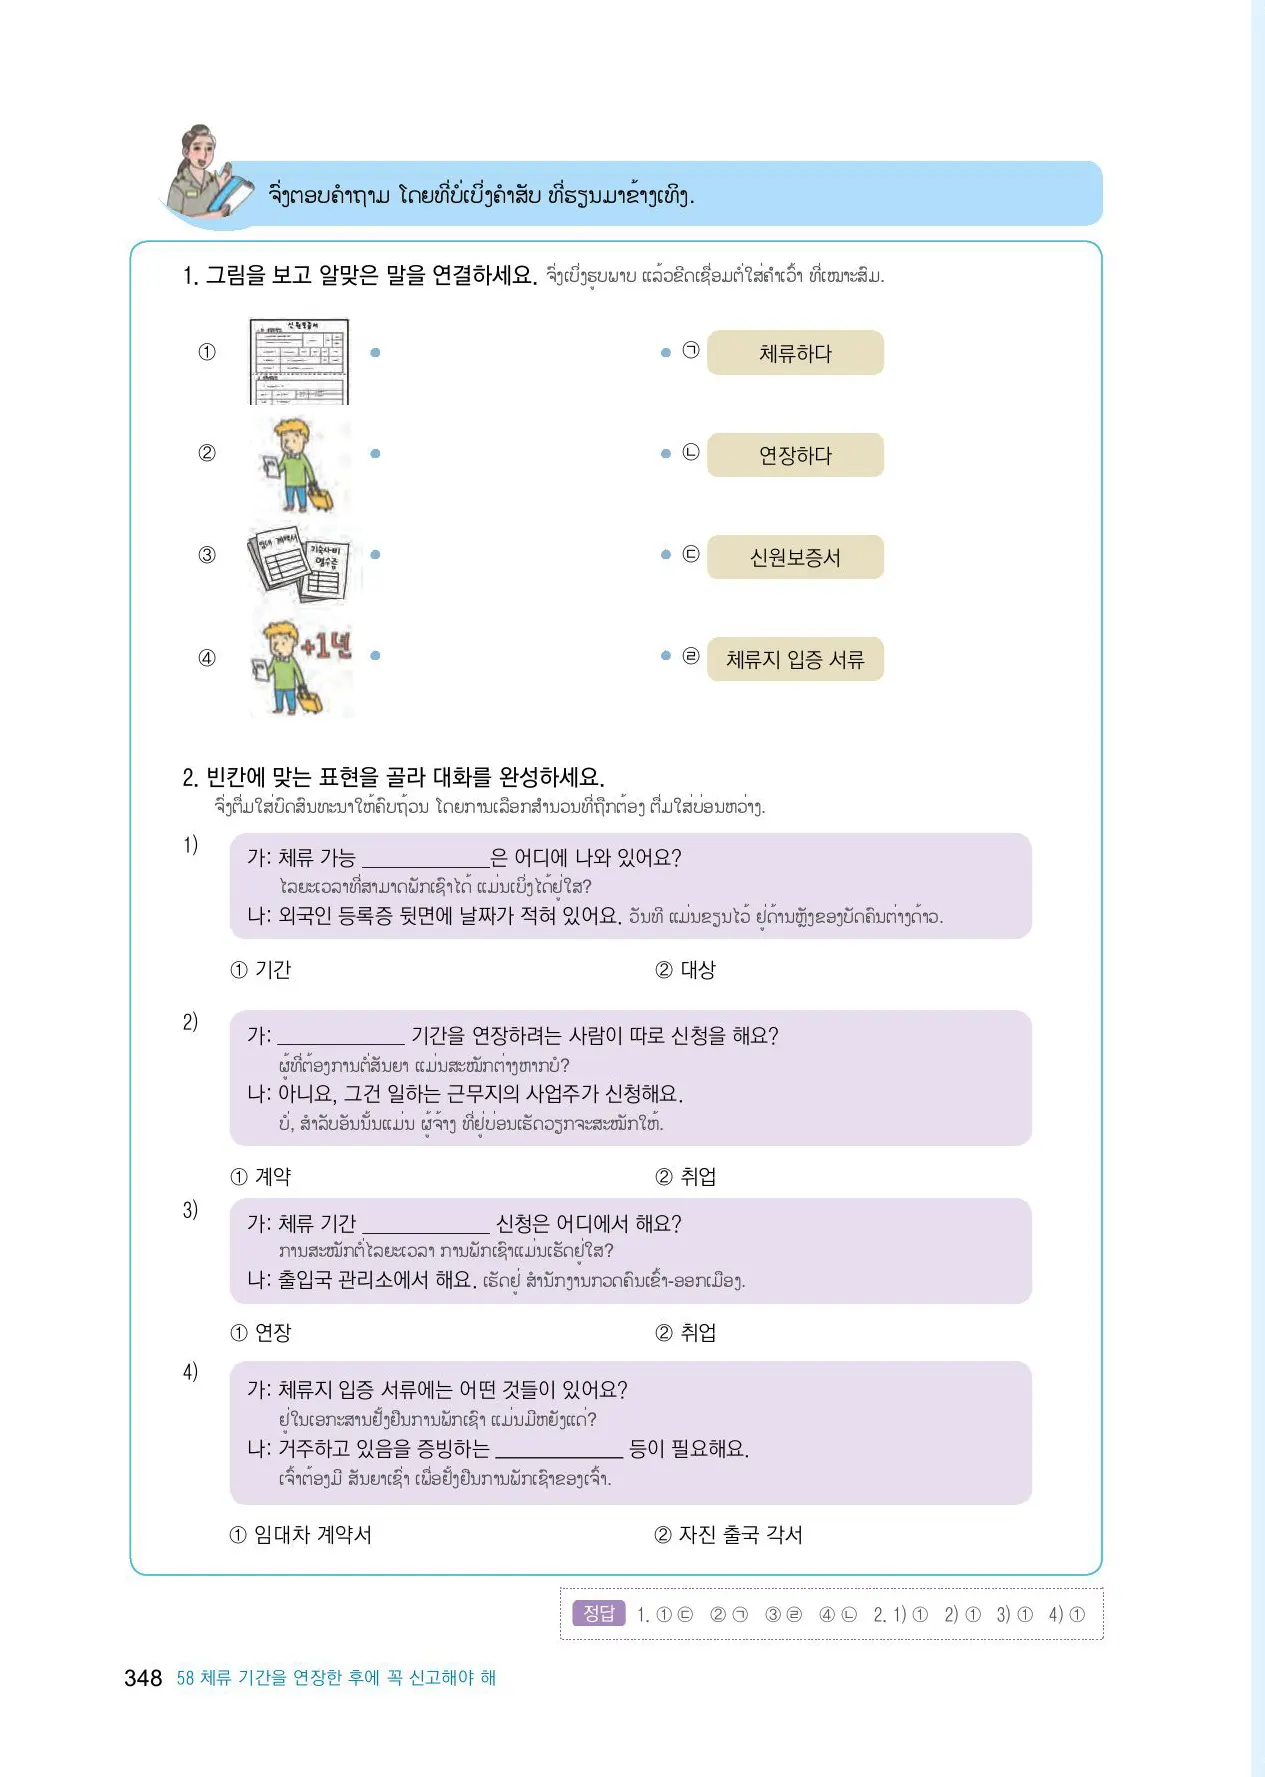 ຈົ່ງຕອບຄຳຖາມ ໂດຍທີ່ບໍ່ເບິ່ງຄຳສັບ ທີ່ຮຽນມາຂ້າງເທິງ.
1. 그림을 보고 알맞은 말을 연결하세요. ຈົ່ງເບິ່ງຮູບພາບ ແລ້ວຂີດເຊື່ອມຕໍ່ໃສ່ຄຳເວົ້າ ທີ່ເໝາະສົມ.
① 신원보증서 ㉠ 체류하다
② ㉡ 연장하다
③ 임대 계약서 기숙사비 영수증 ㉢ 신원보증서
④ +1년 ㉣ 체류지 입증 서류
2. 빈칸에 맞는 표현을 골라 대화를 완성하세요.
ຈົ່ງຕື່ມໃສ່ບົດສົນທະນາໃຫ້ຄົບຖ້ວນ ໂດຍການເລືອກສຳນວນທີ່ຖືກຕ້ອງ ຕື່ມໃສ່ບ່ອນຫວ່າງ.
1) 가: 체류 가능 ____________은 어디에 나와 있어요?
ໄລຍະເວລາທີ່ສາມາດພັກເຊົາໄດ້ ແມ່ນເບິ່ງໄດ້ຢູ່ໃສ?
나: 외국인 등록증 뒷면에 날짜가 적혀 있어요. ວັນທີ ແມ່ນຂຽນໄວ້ ຢູ່ດ້ານຫຼັງຂອງບັດຄົນຕ່າງດ້າວ.
① 기간 ② 대상
2) 가: ____________ 기간을 연장하려는 사람이 따로 신청을 해요?
ຜູ້ທີ່ຕ້ອງການຕໍ່ສັນຍາ ແມ່ນສະໝັກຕ່າງຫາກບໍ?
나: 아니요, 그건 일하는 근무지의 사업주가 신청해요.
ບໍ່, ສຳລັບອັນນັ້ນແມ່ນ ຜູ້ຈ້າງ ທີ່ຢູ່ບ່ອນເຮັດວຽກຈະສະໝັກໃຫ້.
① 계약 ② 취업
3) 가: 체류 기간 ____________ 신청은 어디에서 해요?
ການສະໝັກຕໍ່ໄລຍະເວລາ ການພັກເຊົາແມ່ນເຮັດຢູ່ໃສ?
나: 출입국 관리소에서 해요. ເຮັດຢູ່ ສຳນັກງານກວດຄົນເຂົ້າ-ອອກເມືອງ.
① 연장 ② 취업
4) 가: 체류지 입증 서류에는 어떤 것들이 있어요?
ຢູ່ໃນເອກະສານຢັ້ງຢືນການພັກເຊົາ ແມ່ນມີຫຍັງແດ່?
나: 거주하고 있음을 증빙하는 ____________ 등이 필요해요.
ເຈົ້າຕ້ອງມີ ສັນຍາເຊົ່າ ເພື່ອຢັ້ງຢືນການພັກເຊົາຂອງເຈົ້າ.
① 임대차 계약서 ② 자진 출국 각서
정답 1. ①㉢ ②㉠ ③㉣ ④㉡ 2. 1) ① 2) ① 3) ① 4) ①
348 58 체류 기간을 연장한 후에 꼭 신고해야 해